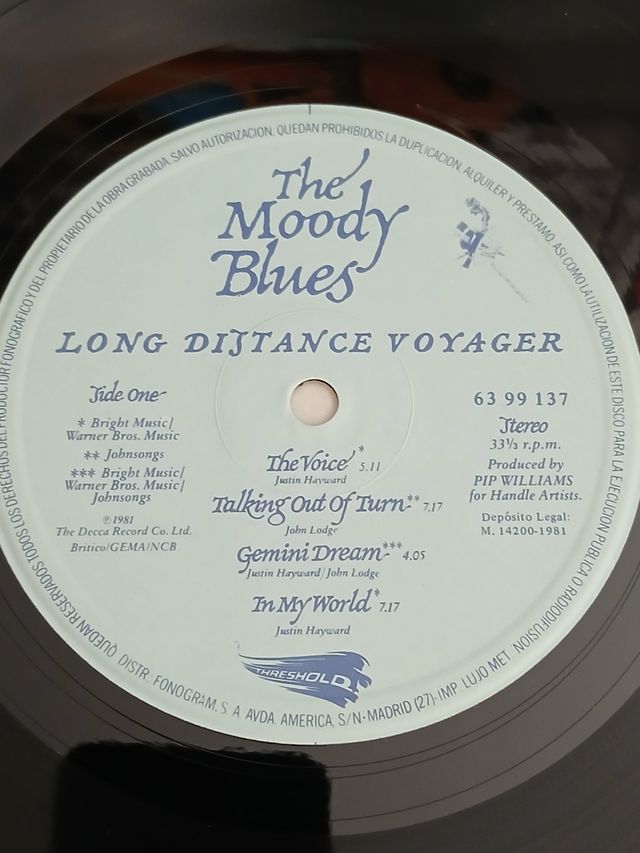 QUEDAN RESERVADOS TODOS LOS DERECHOS DEL PRODUCTOR FONOGRAFICO Y DEL PROPIETARIO DE LA OBRA GRABADA. SALVO AUTORIZACION, QUEDAN PROHIBIDOS LA DUPLICACION, ALQUILER Y PRESTAMO, ASI COMO LA UTILIZACION DE ESTE DISCO PARA LA EJECUCION PUBLICA O RADIODIFUSION
The
Moody
Blues
LONG DISTANCE VOYAGER
Side One
* Bright Music/
Warner Bros. Music
** Johnsongs
*** Bright Music/
Warner Bros. Music/
Johnsongs
℗1981
The Decca Record Co. Ltd.
Britico/GEMA/NCB
The Voice* 5.11
Justin Hayward
Talking Out Of Turn** 7.17
John Lodge
Gemini Dream*** 4.05
Justin Hayward/John Lodge
In My World* 7.17
Justin Hayward
63 99 137
Stereo
33⅓ r.p.m.
Produced by
PIP WILLIAMS
for Handle Artists.
Depósito Legal:
M. 14200-1981
THRESHOLD
DISTR. FONOGRAM, S. A. AVDA. AMERICA, S/N-MADRID (27)-IMP. LUJO MET.